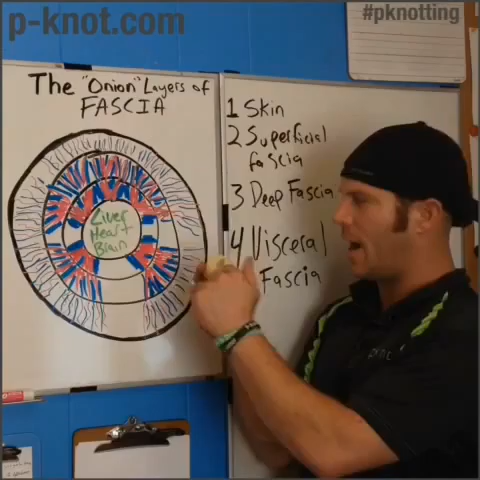 p-knot.com
#pknotting
The "Onion" Layers of
FASCIA
Liver
Heart
Brain
1 Skin
2 Superficial
fascia
3 Deep Fascia
4 Visceral
Fascia